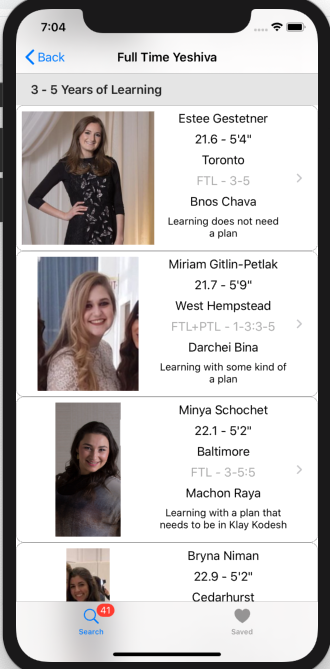 7:04
Back
Full Time Yeshiva
3 - 5 Years of Learning
Estee Gestetner
21.6 - 5'4"
Toronto
FTL - 3-5
Bnos Chava
Learning does not need
a plan
Miriam Gitlin-Petlak
21.7 - 5'9"
West Hempstead
FTL+PTL - 1-3:3-5
Darchei Bina
Learning with some kind of
a plan
Minya Schochet
22.1 - 5'2"
Baltimore
FTL - 3-5:5
Machon Raya
Learning with a plan that
needs to be in Klay Kodesh
Bryna Niman
22.9 - 5'2"
Cedarhurst
41
Search
Saved